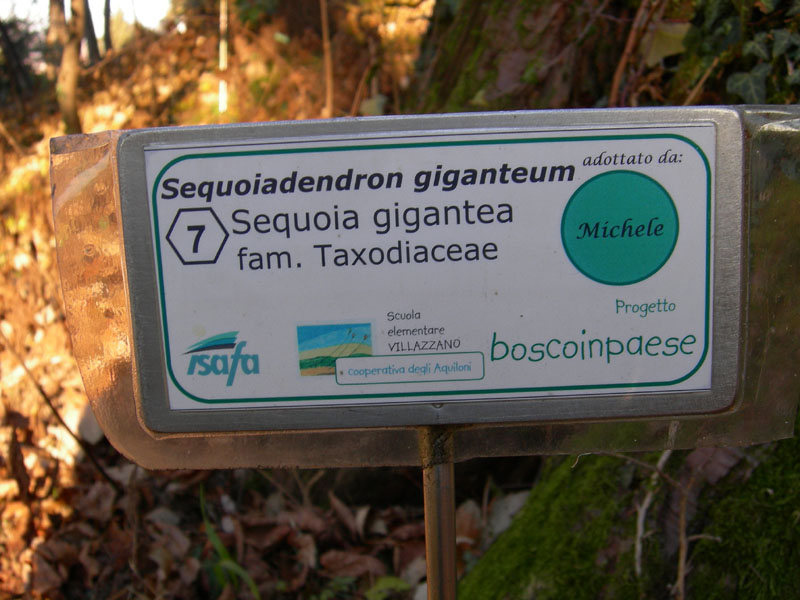 Sequoiadendron giganteum
adottato da:
7
Sequoia gigantea
fam. Taxodiaceae
Michele
isafa
Scuola
elementare
VILLAZZANO
cooperativa degli Aquiloni
Progetto
boscoinpaese